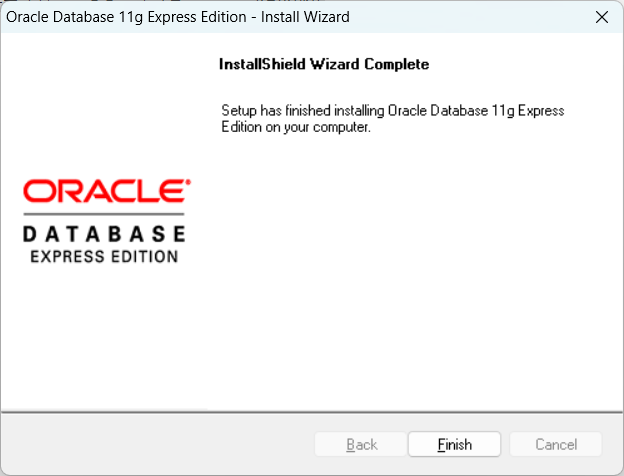 Oracle Database 11g Express Edition - Install Wizard
InstallShield Wizard Complete
Setup has finished installing Oracle Database 11g Express
Edition on your computer.
ORACLE
DATABASE
EXPRESS EDITION
Back
Finish
Cancel